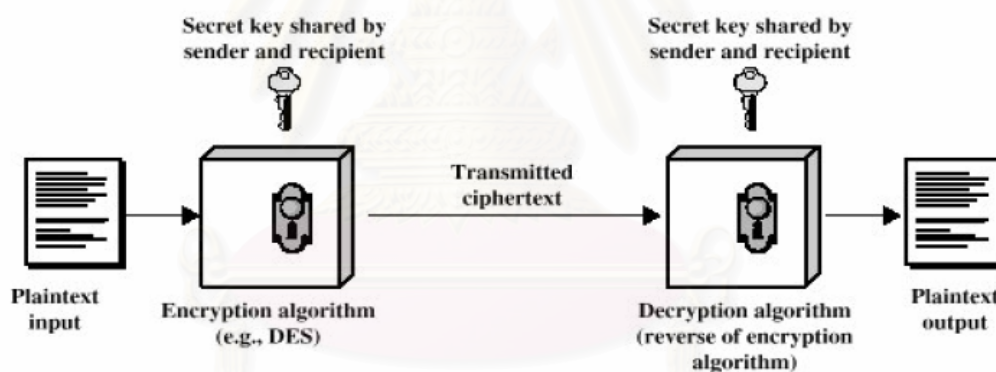 Secret key shared by
sender and recipient
Secret key shared by
sender and recipient
Transmitted
ciphertext
Plaintext
input
Encryption algorithm
(e.g., DES)
Decryption algorithm
(reverse of encryption
algorithm)
Plaintext
output